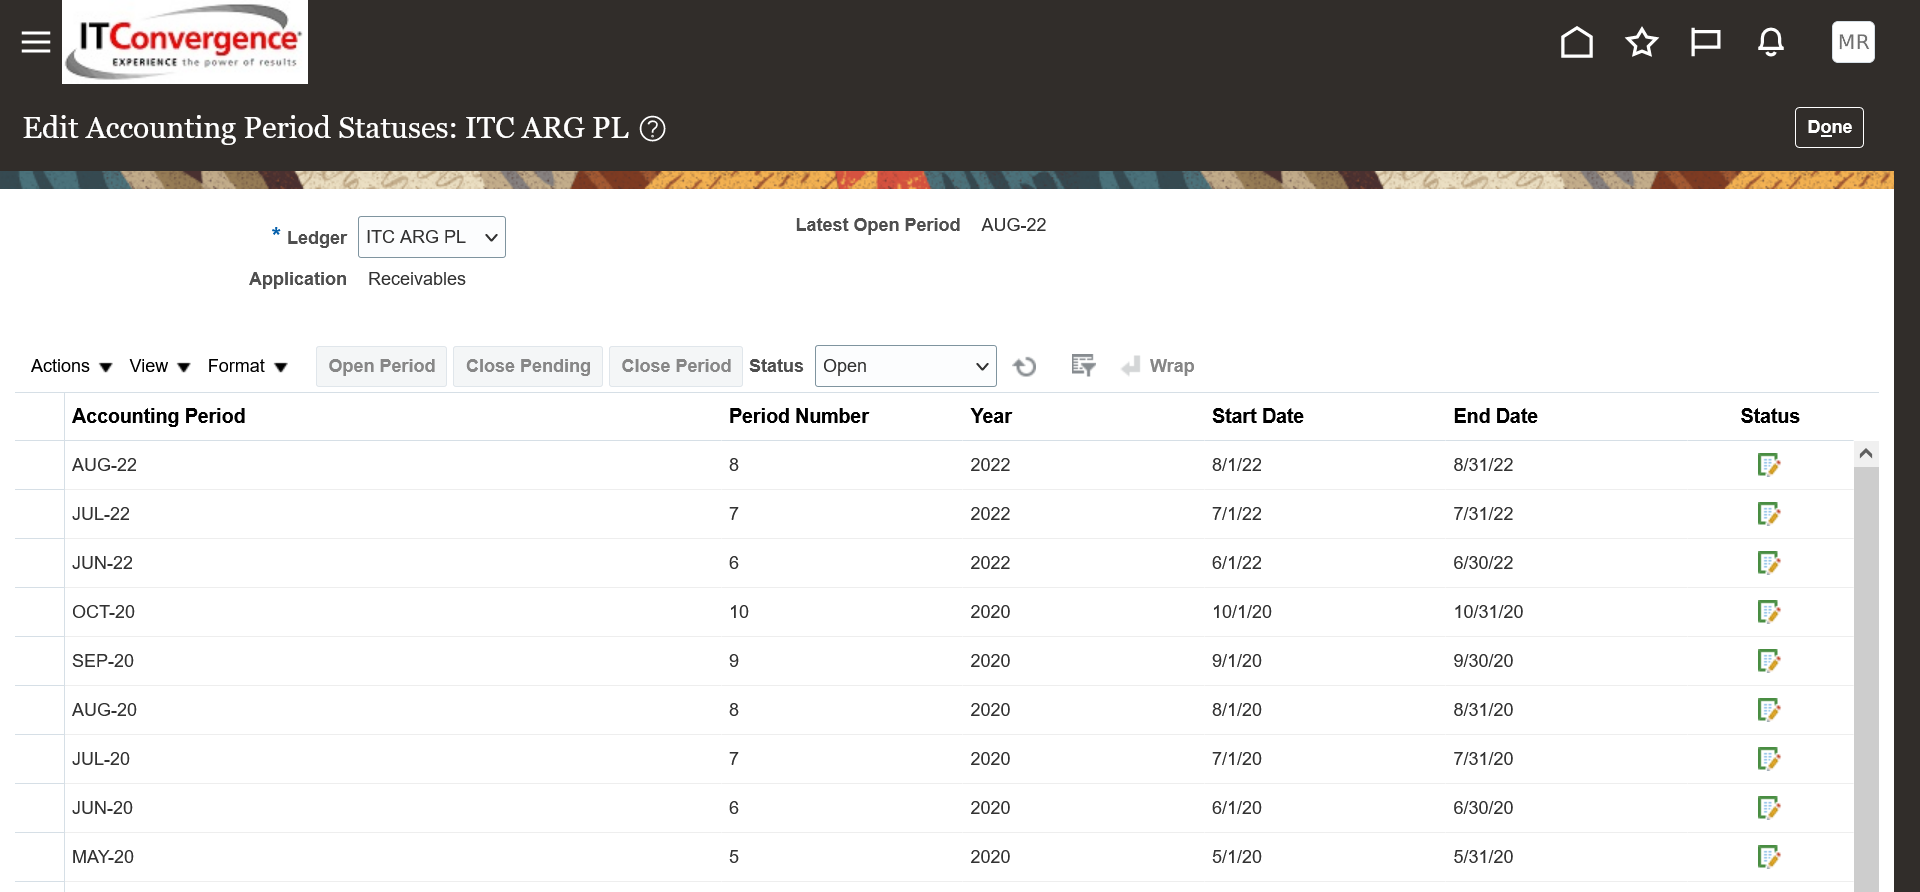 ITConvergence
EXPERIENCE the power of results
MR
Edit Accounting Period Statuses: ITC ARG PL ?
Done
* Ledger ITC ARG PL
Latest Open Period AUG-22
Application Receivables
Actions View Format Open Period Close Pending Close Period Status Open Wrap
Accounting Period Period Number Year Start Date End Date Status
AUG-22 8 2022 8/1/22 8/31/22
JUL-22 7 2022 7/1/22 7/31/22
JUN-22 6 2022 6/1/22 6/30/22
OCT-20 10 2020 10/1/20 10/31/20
SEP-20 9 2020 9/1/20 9/30/20
AUG-20 8 2020 8/1/20 8/31/20
JUL-20 7 2020 7/1/20 7/31/20
JUN-20 6 2020 6/1/20 6/30/20
MAY-20 5 2020 5/1/20 5/31/20